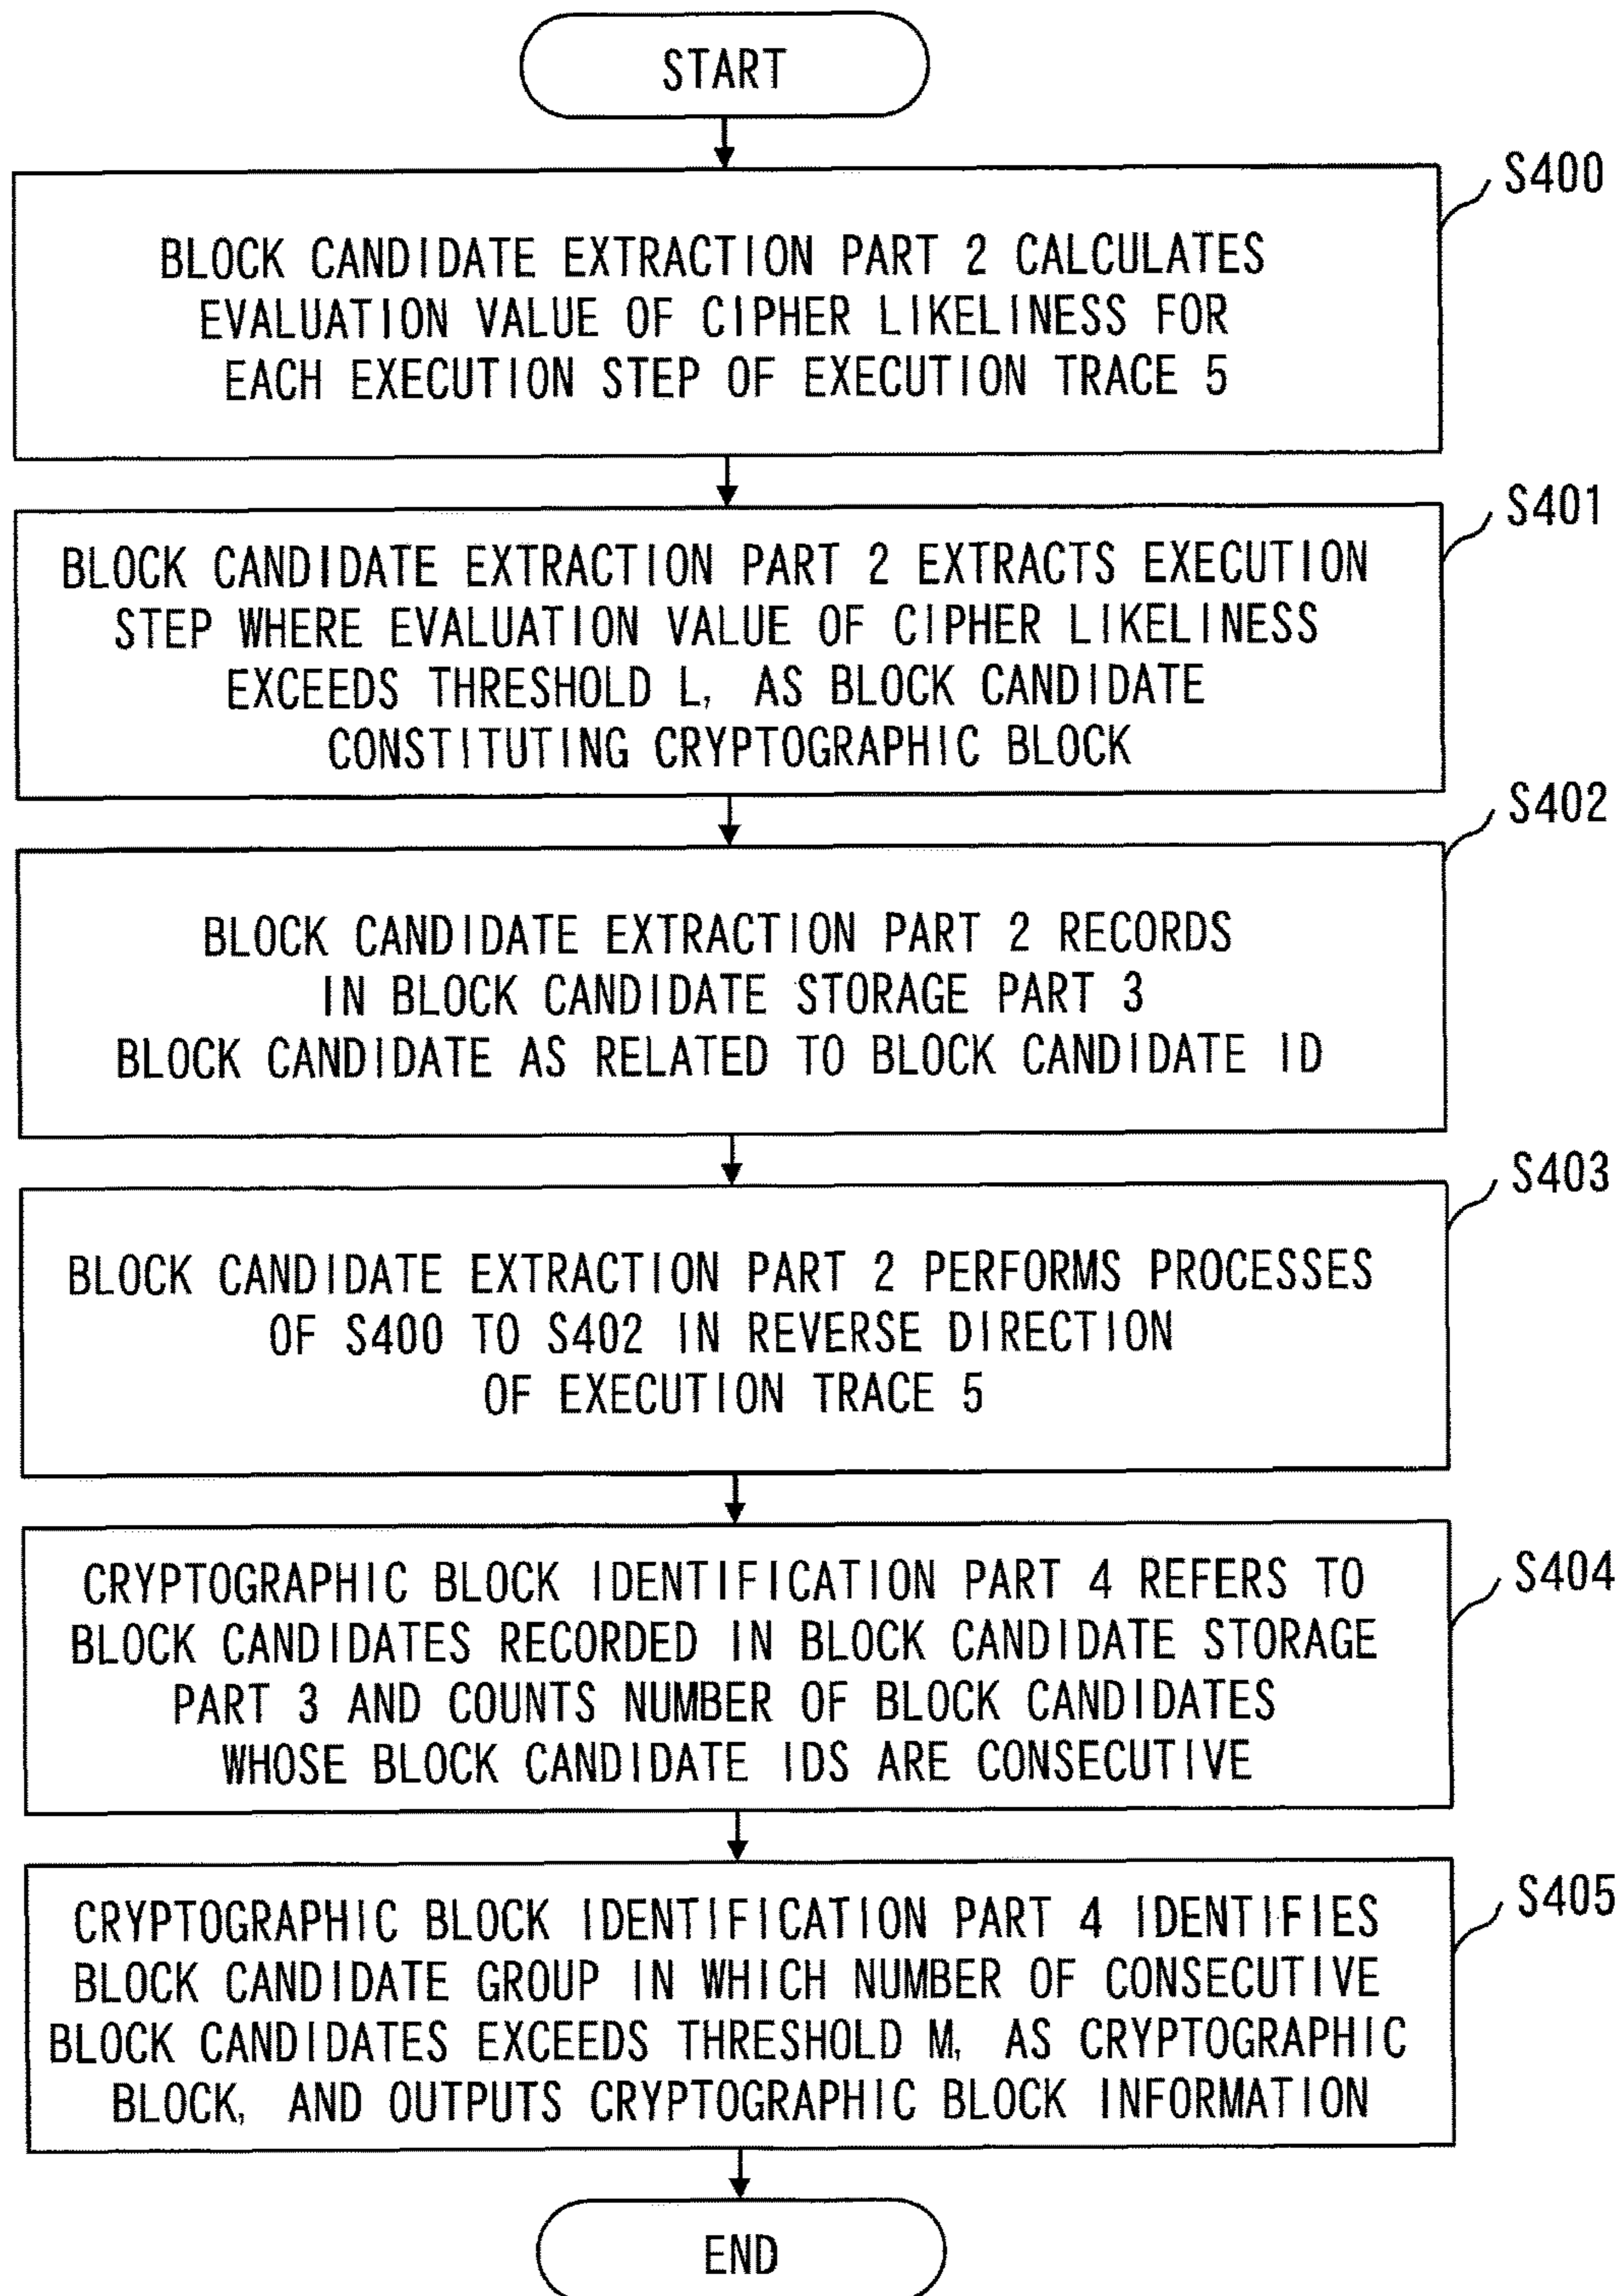 START
S400
BLOCK CANDIDATE EXTRACTION PART 2 CALCULATES
EVALUATION VALUE OF CIPHER LIKELINESS FOR
EACH EXECUTION STEP OF EXECUTION TRACE 5
S401
BLOCK CANDIDATE EXTRACTION PART 2 EXTRACTS EXECUTION
STEP WHERE EVALUATION VALUE OF CIPHER LIKELINESS
EXCEEDS THRESHOLD L, AS BLOCK CANDIDATE
CONSTITUTING CRYPTOGRAPHIC BLOCK
S402
BLOCK CANDIDATE EXTRACTION PART 2 RECORDS
IN BLOCK CANDIDATE STORAGE PART 3
BLOCK CANDIDATE AS RELATED TO BLOCK CANDIDATE ID
S403
BLOCK CANDIDATE EXTRACTION PART 2 PERFORMS PROCESSES
OF S400 TO S402 IN REVERSE DIRECTION
OF EXECUTION TRACE 5
S404
CRYPTOGRAPHIC BLOCK IDENTIFICATION PART 4 REFERS TO
BLOCK CANDIDATES RECORDED IN BLOCK CANDIDATE STORAGE
PART 3 AND COUNTS NUMBER OF BLOCK CANDIDATES
WHOSE BLOCK CANDIDATE IDS ARE CONSECUTIVE
S405
CRYPTOGRAPHIC BLOCK IDENTIFICATION PART 4 IDENTIFIES
BLOCK CANDIDATE GROUP IN WHICH NUMBER OF CONSECUTIVE
BLOCK CANDIDATES EXCEEDS THRESHOLD M, AS CRYPTOGRAPHIC
BLOCK, AND OUTPUTS CRYPTOGRAPHIC BLOCK INFORMATION
END